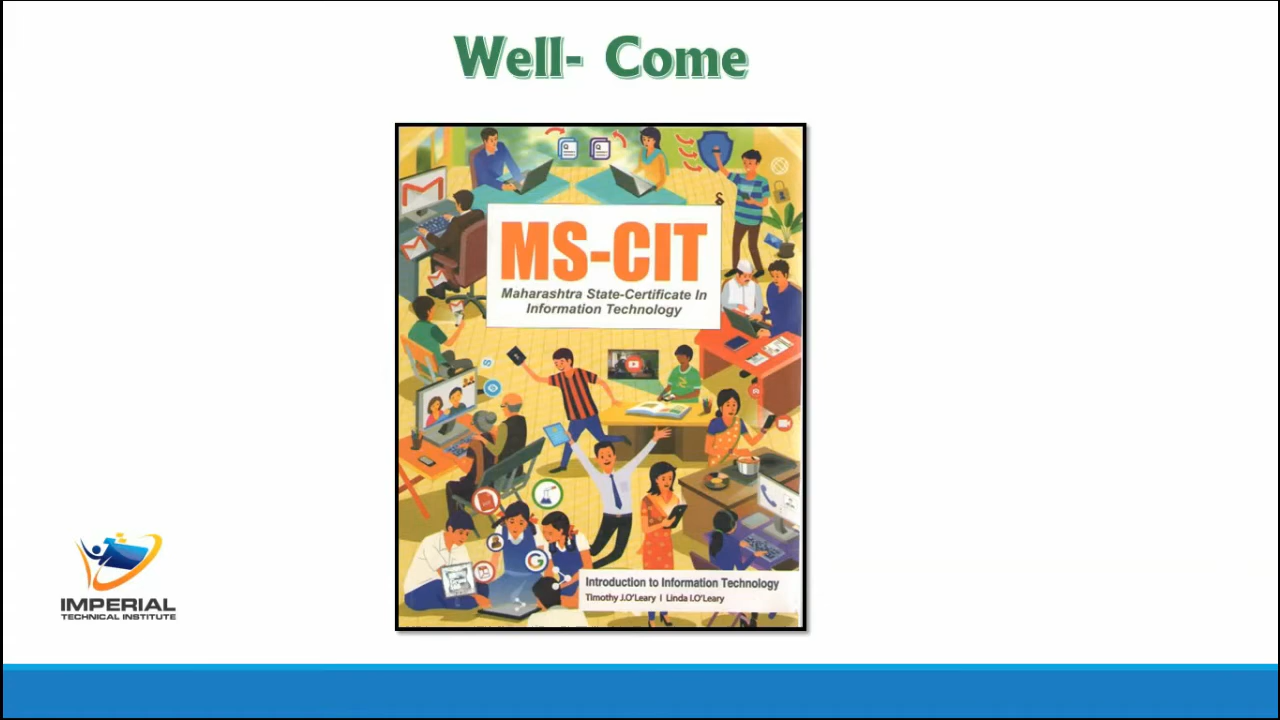 Well- Come
MS-CIT
Maharashtra State-Certificate In
Information Technology
Introduction to Information Technology
Timothy J.O'Leary I Linda I.O'Leary
IMPERIAL
TECHNICAL INSTITUTE